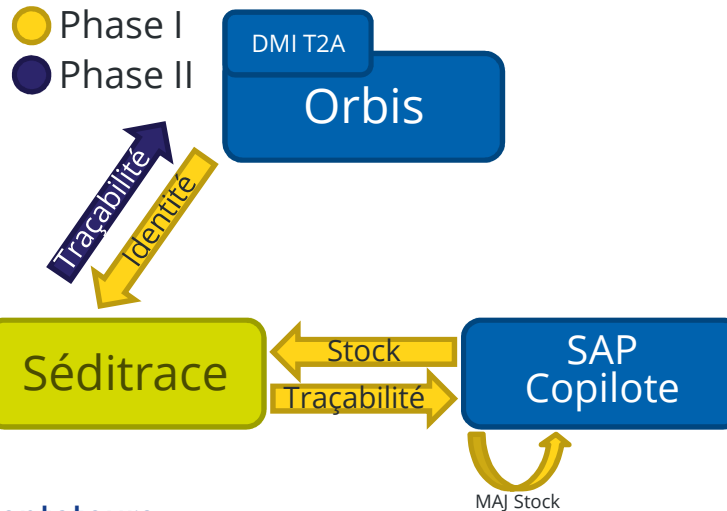 Phase I
Phase II
DMI T2A
Orbis
Traçabilité
Identité
Séditrace
Stock
Traçabilité
SAP
Copilote
MAJ Stock